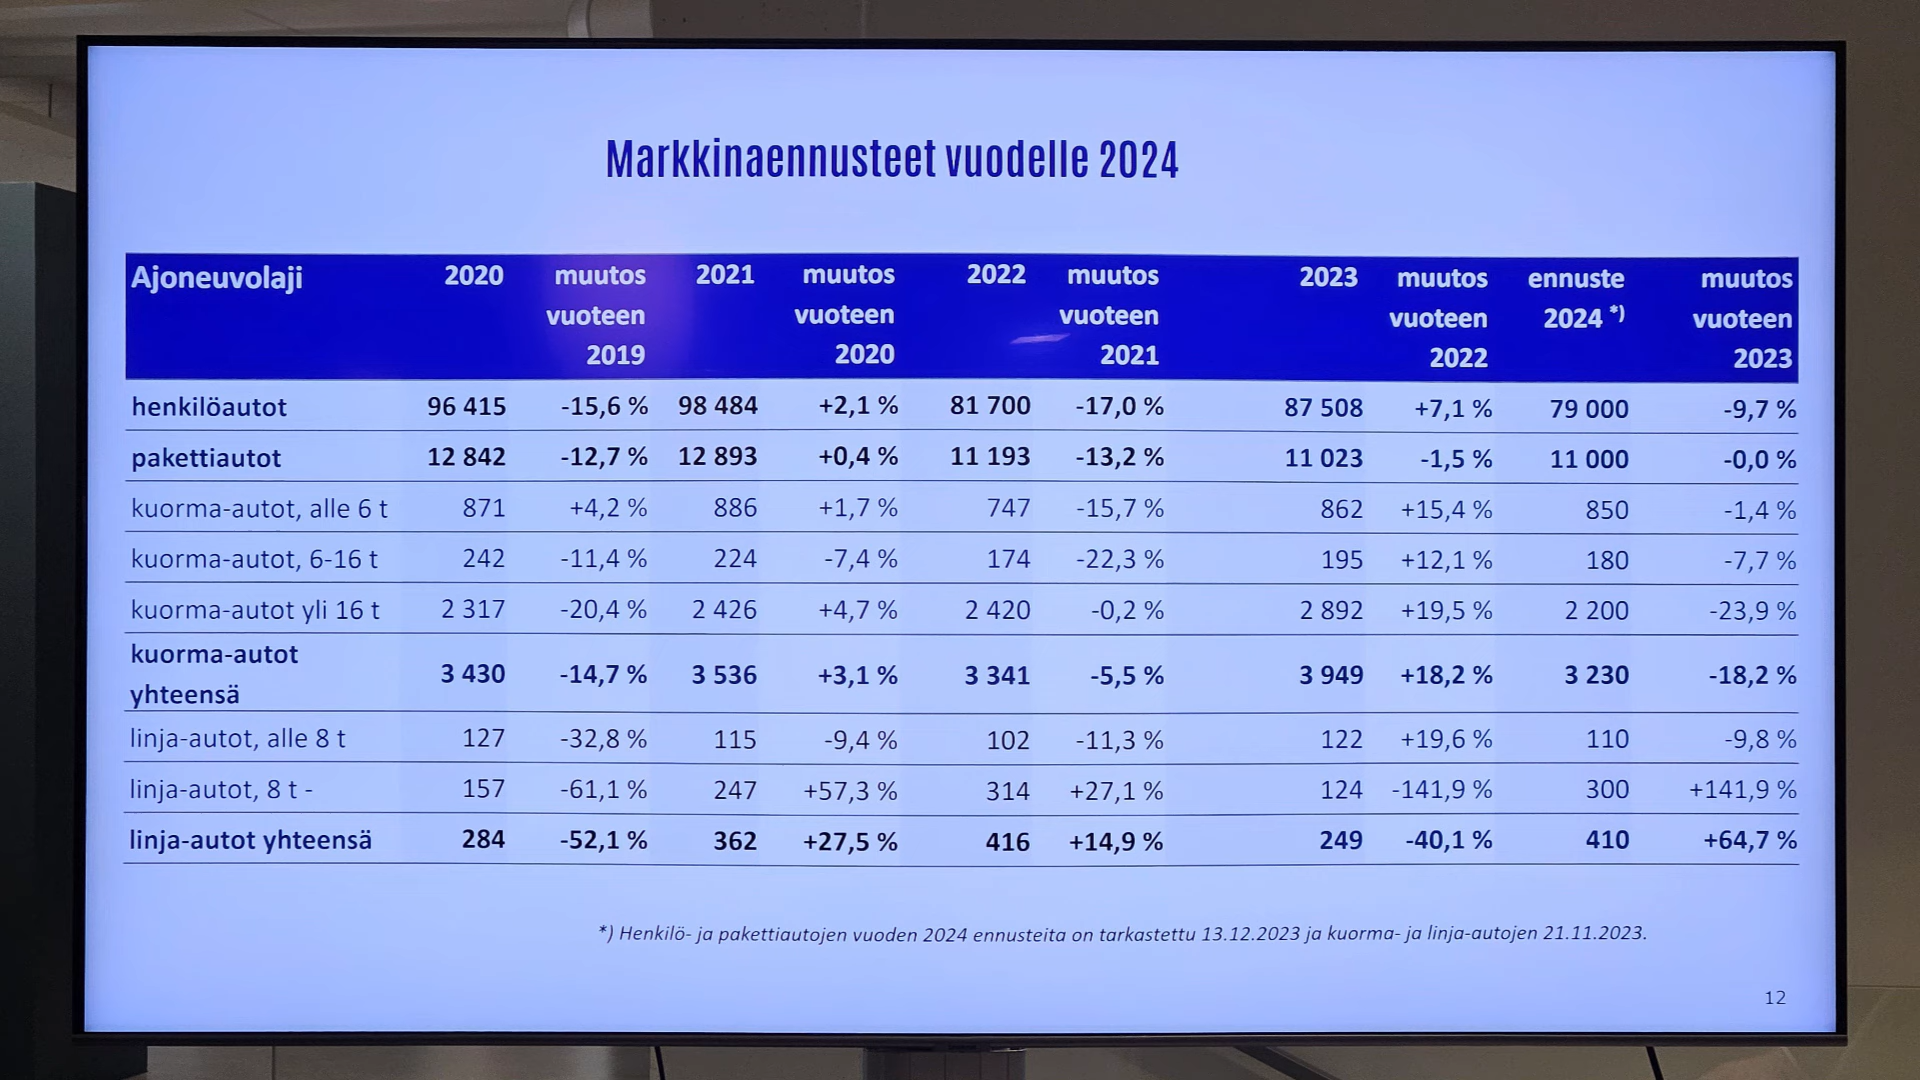 Markkinaennusteet vuodelle 2024
Ajoneuvolaji 2020 muutos vuoteen 2019 2021 muutos vuoteen 2020 2022 muutos vuoteen 2021 2023 muutos vuoteen 2022 ennuste 2024 *) muutos vuoteen 2023
henkilöautot 96 415 -15,6 % 98 484 +2,1 % 81 700 -17,0 % 87 508 +7,1 % 79 000 -9,7 %
pakettiautot 12 842 -12,7 % 12 893 +0,4 % 11 193 -13,2 % 11 023 -1,5 % 11 000 -0,0 %
kuorma-autot, alle 6 t 871 +4,2 % 886 +1,7 % 747 -15,7 % 862 +15,4 % 850 -1,4 %
kuorma-autot, 6-16 t 242 -11,4 % 224 -7,4 % 174 -22,3 % 195 +12,1 % 180 -7,7 %
kuorma-autot yli 16 t 2 317 -20,4 % 2 426 +4,7 % 2 420 -0,2 % 2 892 +19,5 % 2 200 -23,9 %
kuorma-autot yhteensä 3 430 -14,7 % 3 536 +3,1 % 3 341 -5,5 % 3 949 +18,2 % 3 230 -18,2 %
linja-autot, alle 8 t 127 -32,8 % 115 -9,4 % 102 -11,3 % 122 +19,6 % 110 -9,8 %
linja-autot, 8 t - 157 -61,1 % 247 +57,3 % 314 +27,1 % 124 -141,9 % 300 +141,9 %
linja-autot yhteensä 284 -52,1 % 362 +27,5 % 416 +14,9 % 249 -40,1 % 410 +64,7 %
*) Henkilö- ja pakettiautojen vuoden 2024 ennusteita on tarkastettu 13.12.2023 ja kuorma- ja linja-autojen 21.11.2023.
12